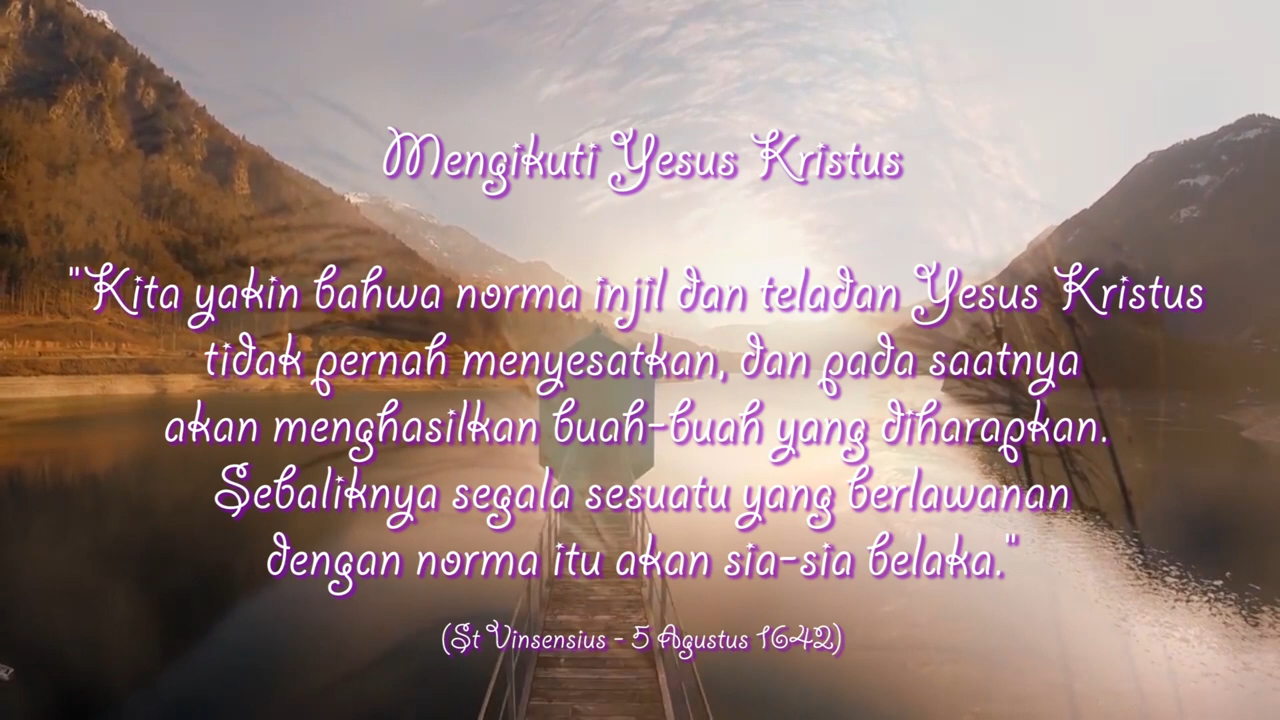 Mengikuti Yesus Kristus
"Kita yakin bahwa norma injil dan teladan Yesus Kristus
tidak pernah menyesatkan, dan pada saatnya
akan menghasilkan buah-buah yang diharapkan.
Sebaliknya segala sesuatu yang berlawanan
dengan norma itu akan sia-sia belaka."
(St Vinsensius - 5 Agustus 1642)